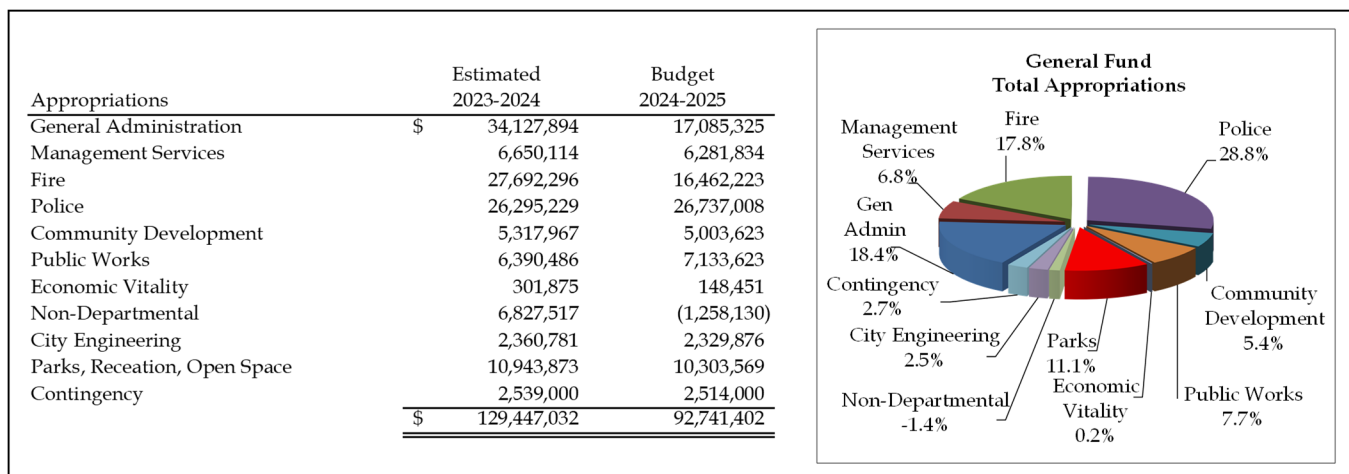 Estimated Budget
Appropriations 2023-2024 2024-2025
General Administration $ 34,127,894 17,085,325
Management Services 6,650,114 6,281,834
Fire 27,692,296 16,462,223
Police 26,295,229 26,737,008
Community Development 5,317,967 5,003,623
Public Works 6,390,486 7,133,623
Economic Vitality 301,875 148,451
Non-Departmental 6,827,517 (1,258,130)
City Engineering 2,360,781 2,329,876
Parks, Receation, Open Space 10,943,873 10,303,569
Contingency 2,539,000 2,514,000
$ 129,447,032 92,741,402
General Fund
Total Appropriations
Fire
17.8%
Police
28.8%
Management
Services
6.8%
Gen
Admin
18.4%
Contingency
2.7%
City Engineering
2.5%
Non-Departmental
-1.4%
Parks
11.1%
Economic
Vitality
0.2%
Public Works
7.7%
Community
Development
5.4%